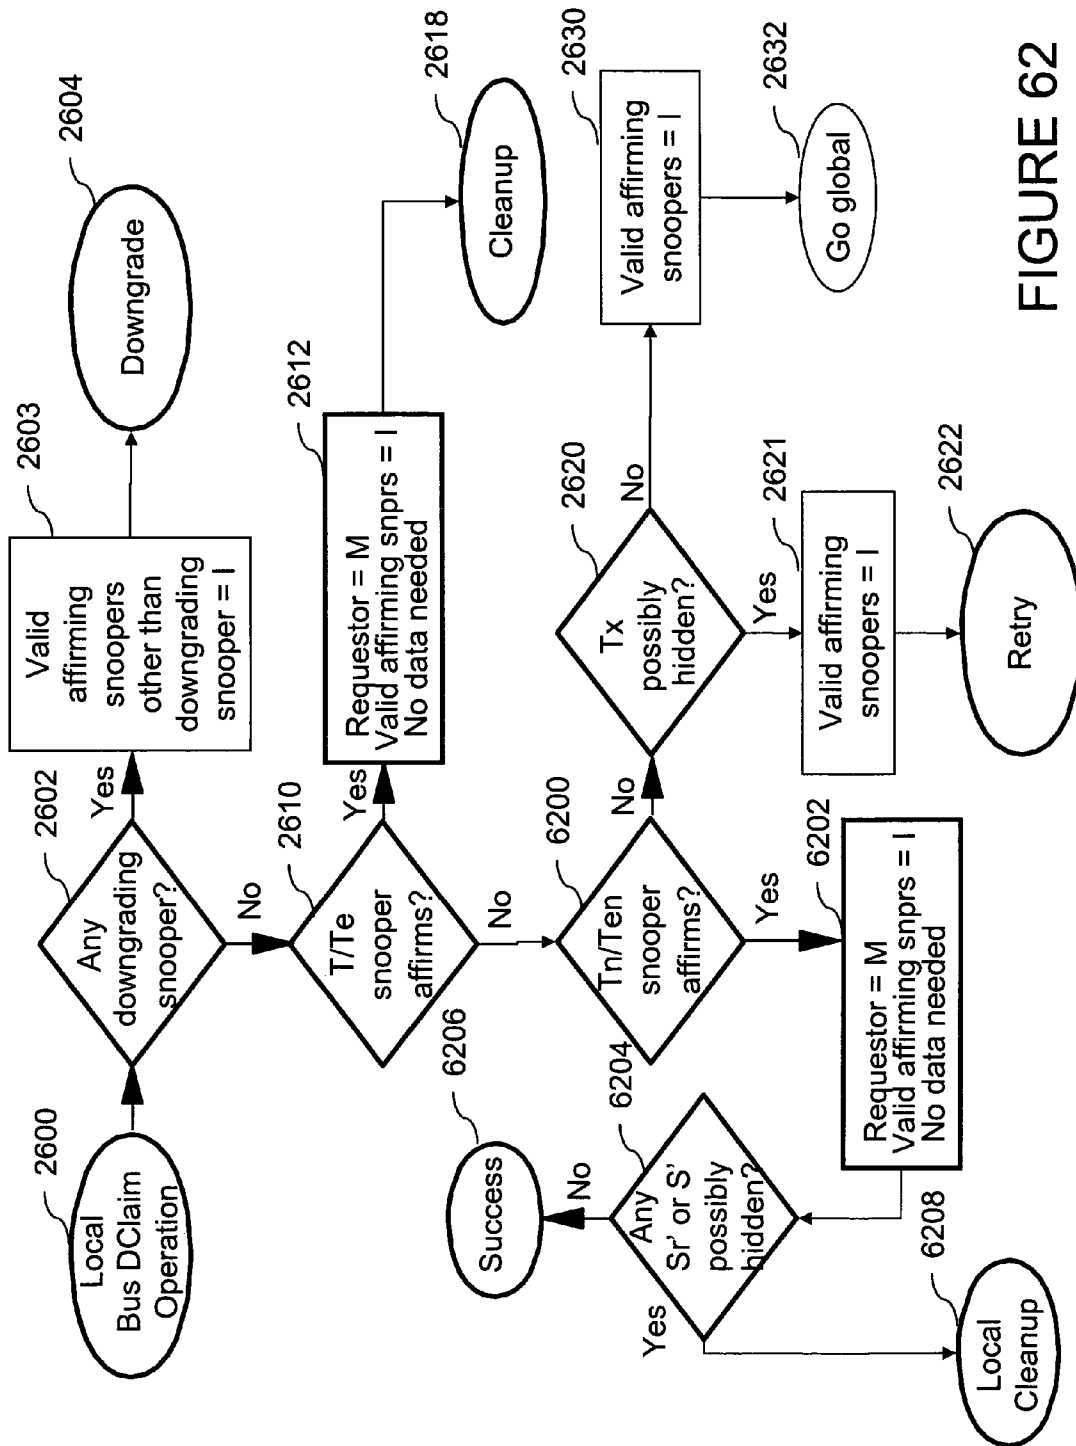 2600
Local
Bus DClaim
Operation
2602
Any
downgrading
snooper?
Yes
No
2603
Valid
affirming
snoopers
other than
downgrading
snooper = I
2604
Downgrade
2610
T/Te
snooper
affirms?
Yes
No
2612
Requestor = M
Valid affirming snprs = I
No data needed
2618
Cleanup
6200
Tn/Ten
snooper
affirms?
No
Yes
2620
Tx
possibly
hidden?
No
Yes
2630
Valid affirming
snoopers = I
2632
Go global
2621
Valid affirming
snoopers = I
2622
Retry
6202
Requestor = M
Valid affirming snprs = I
No data needed
6204
Any
Sr' or S'
possibly
hidden?
No
Yes
6206
Success
6208
Local
Cleanup
FIGURE 62